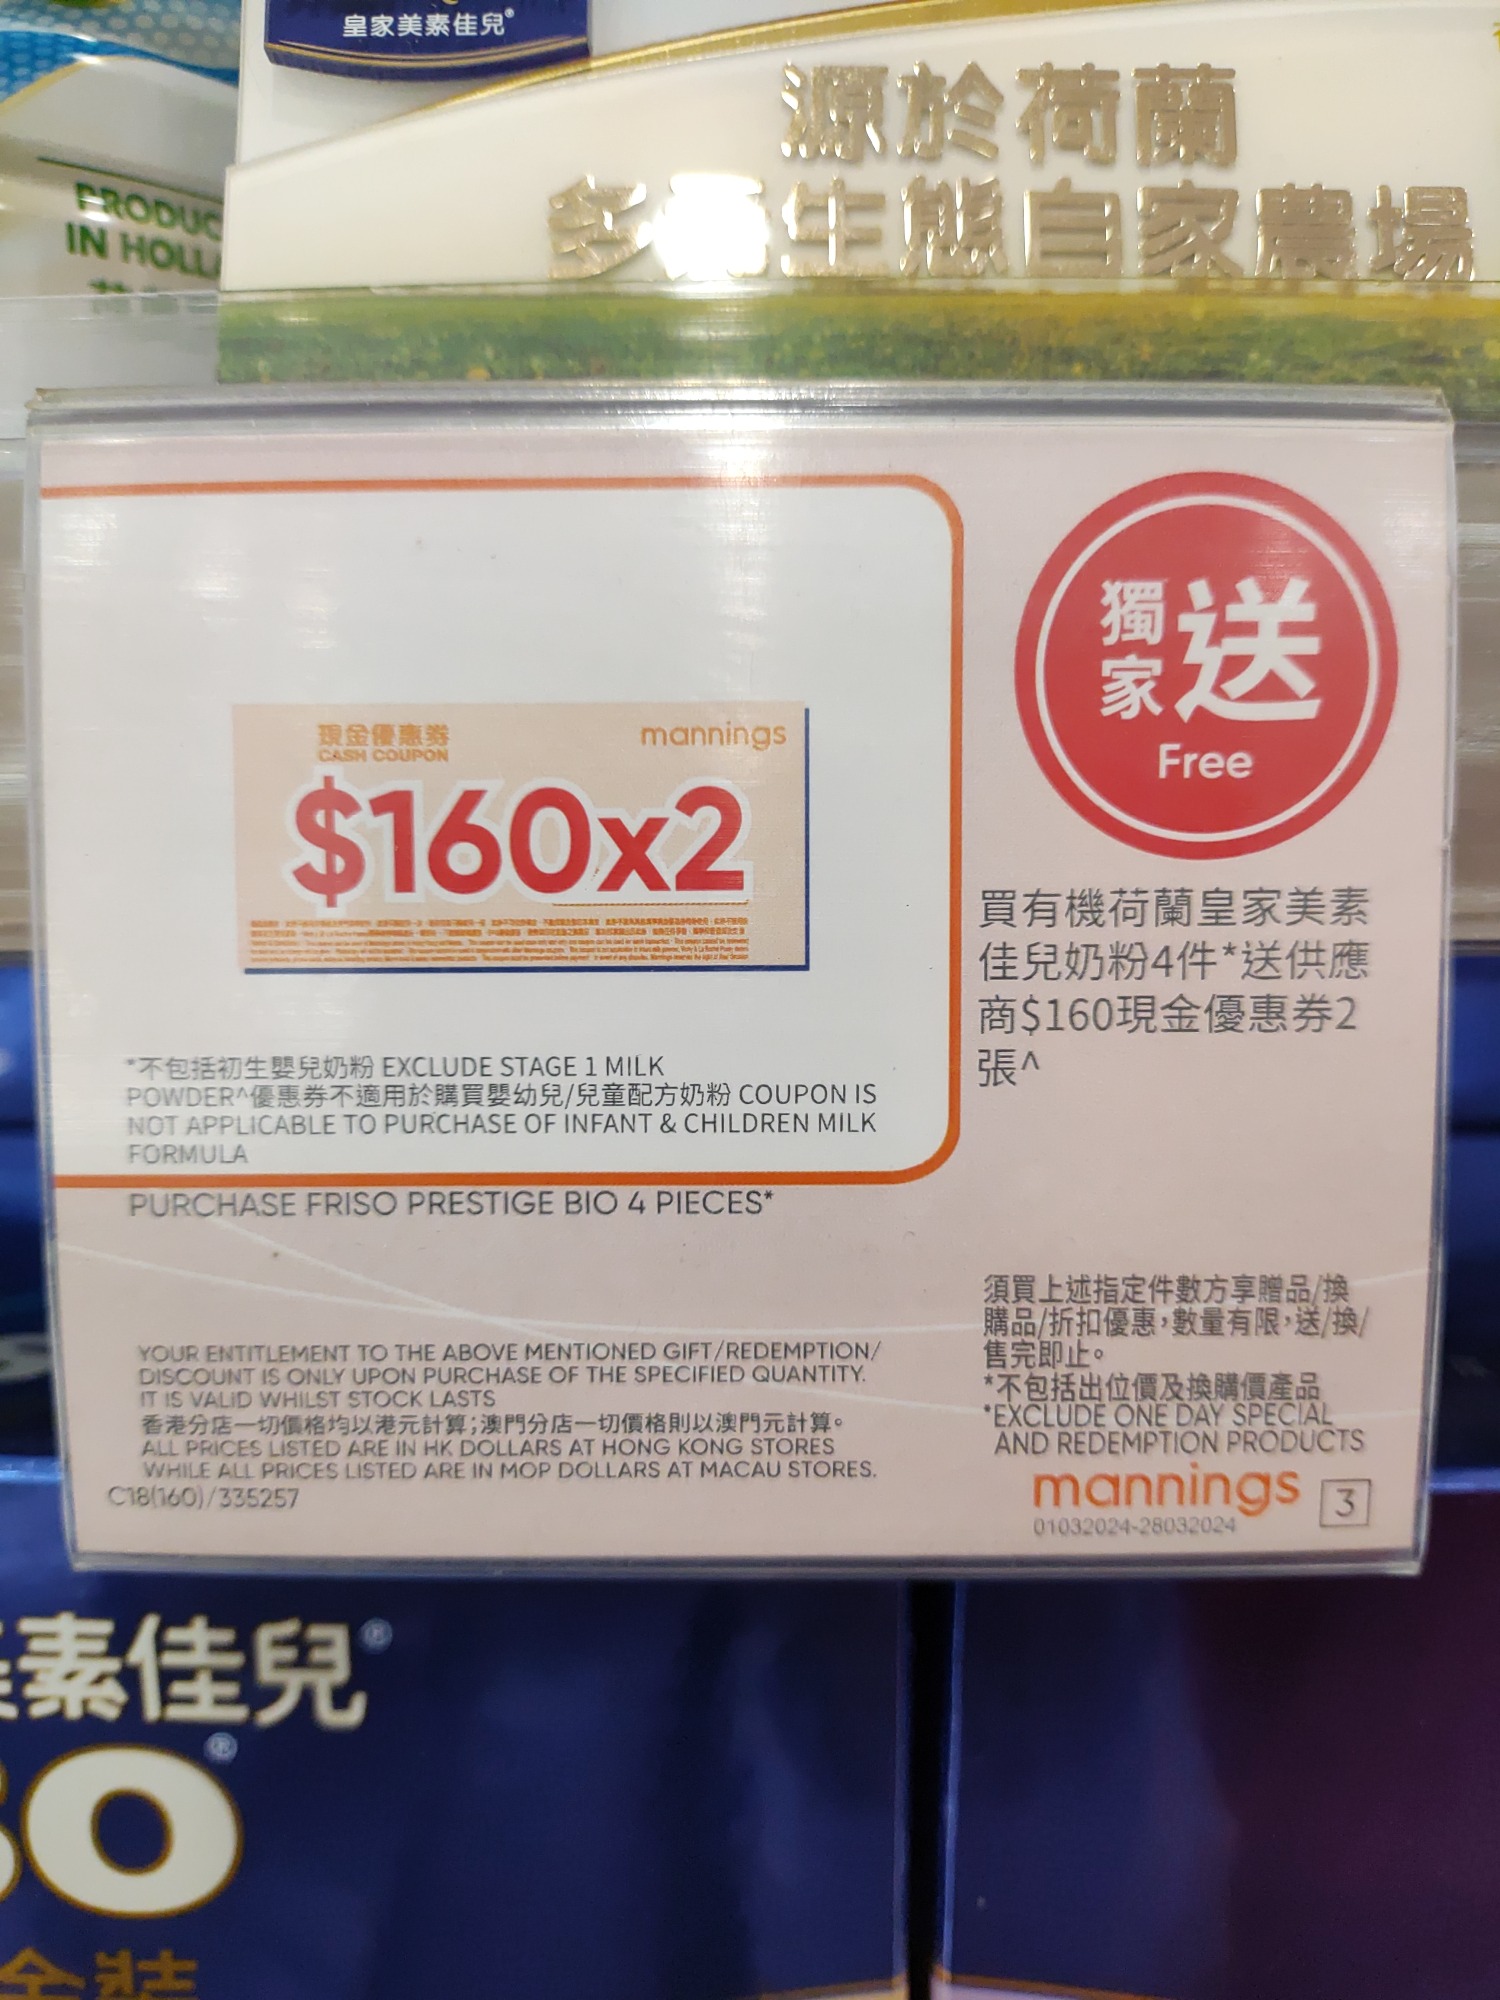 皇家美素佳兒®
源於荷蘭
生態自家農場
PRODUC
IN HOLLA
獨家送
Free
現金優惠券
CASH COUPON
mannings
$160x2
買有機荷蘭皇家美素
佳兒奶粉4件*送供應
商$160現金優惠券2
張^
*不包括初生嬰兒奶粉 EXCLUDE STAGE 1 MILK
POWDER^優惠券不適用於購買嬰幼兒/兒童配方奶粉 COUPON IS
NOT APPLICABLE TO PURCHASE OF INFANT & CHILDREN MILK
FORMULA
PURCHASE FRISO PRESTIGE BIO 4 PIECES*
YOUR ENTITLEMENT TO THE ABOVE MENTIONED GIFT/REDEMPTION/
DISCOUNT IS ONLY UPON PURCHASE OF THE SPECIFIED QUANTITY.
IT IS VALID WHILST STOCK LASTS
香港分店一切價格均以港元計算;澳門分店一切價格則以澳門元計算。
ALL PRICES LISTED ARE IN HK DOLLARS AT HONG KONG STORES
WHILE ALL PRICES LISTED ARE IN MOP DOLLARS AT MACAU STORES.
C18(160)/335257
須買上述指定件數方享贈品/換
購品/折扣優惠,數量有限,送/換/
售完即止。
*不包括出位價及換購價產品
*EXCLUDE ONE DAY SPECIAL
AND REDEMPTION PRODUCTS
mannings 3
01032024-28032024
素佳兒®
SO®
金裝